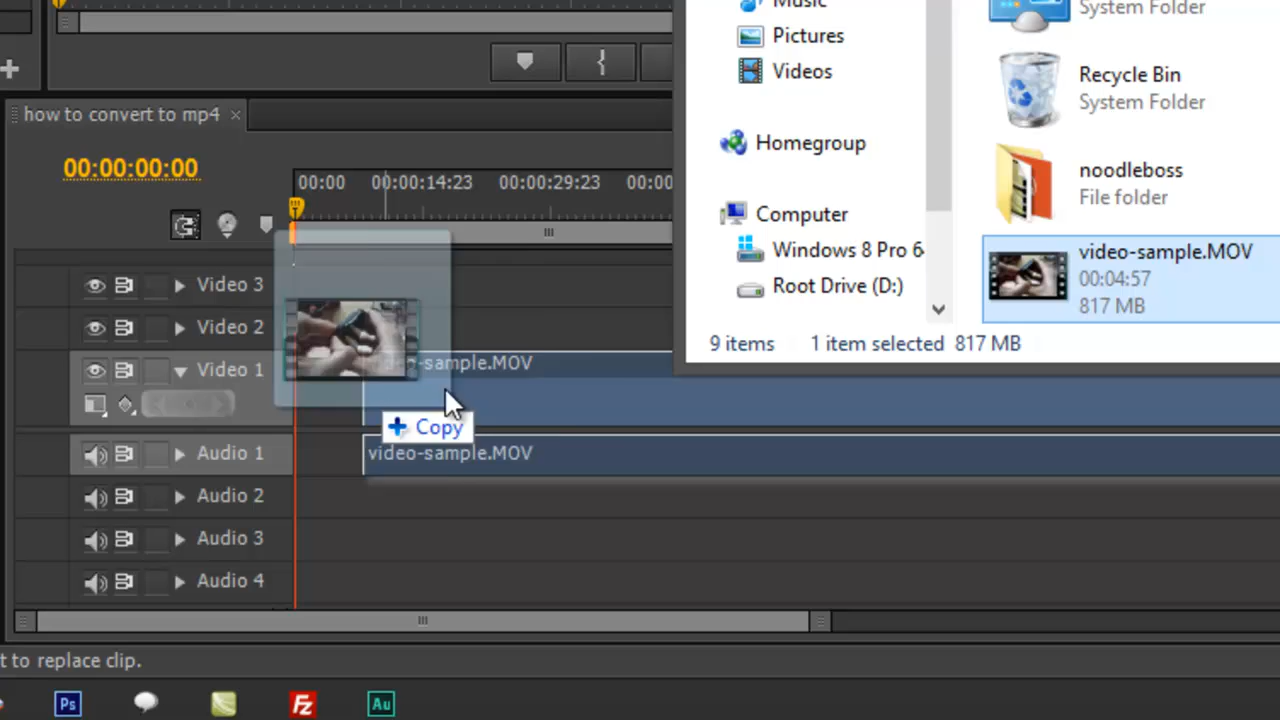 Music
System Folder
Pictures
Videos
Recycle Bin
System Folder
how to convert to mp4
00:00:00:00
00:00
00:00:14:23
00:00:29:23
00:00
Homegroup
noodleboss
File folder
Computer
Windows 8 Pro 6
Root Drive (D:)
video-sample.MOV
00:04:57
817 MB
9 items
1 item selected
817 MB
Video 3
Video 2
Video 1
video-sample.MOV
Copy
Audio 1
video-sample.MOV
Audio 2
Audio 3
Audio 4
t to replace clip.
Ps
Fz
Au